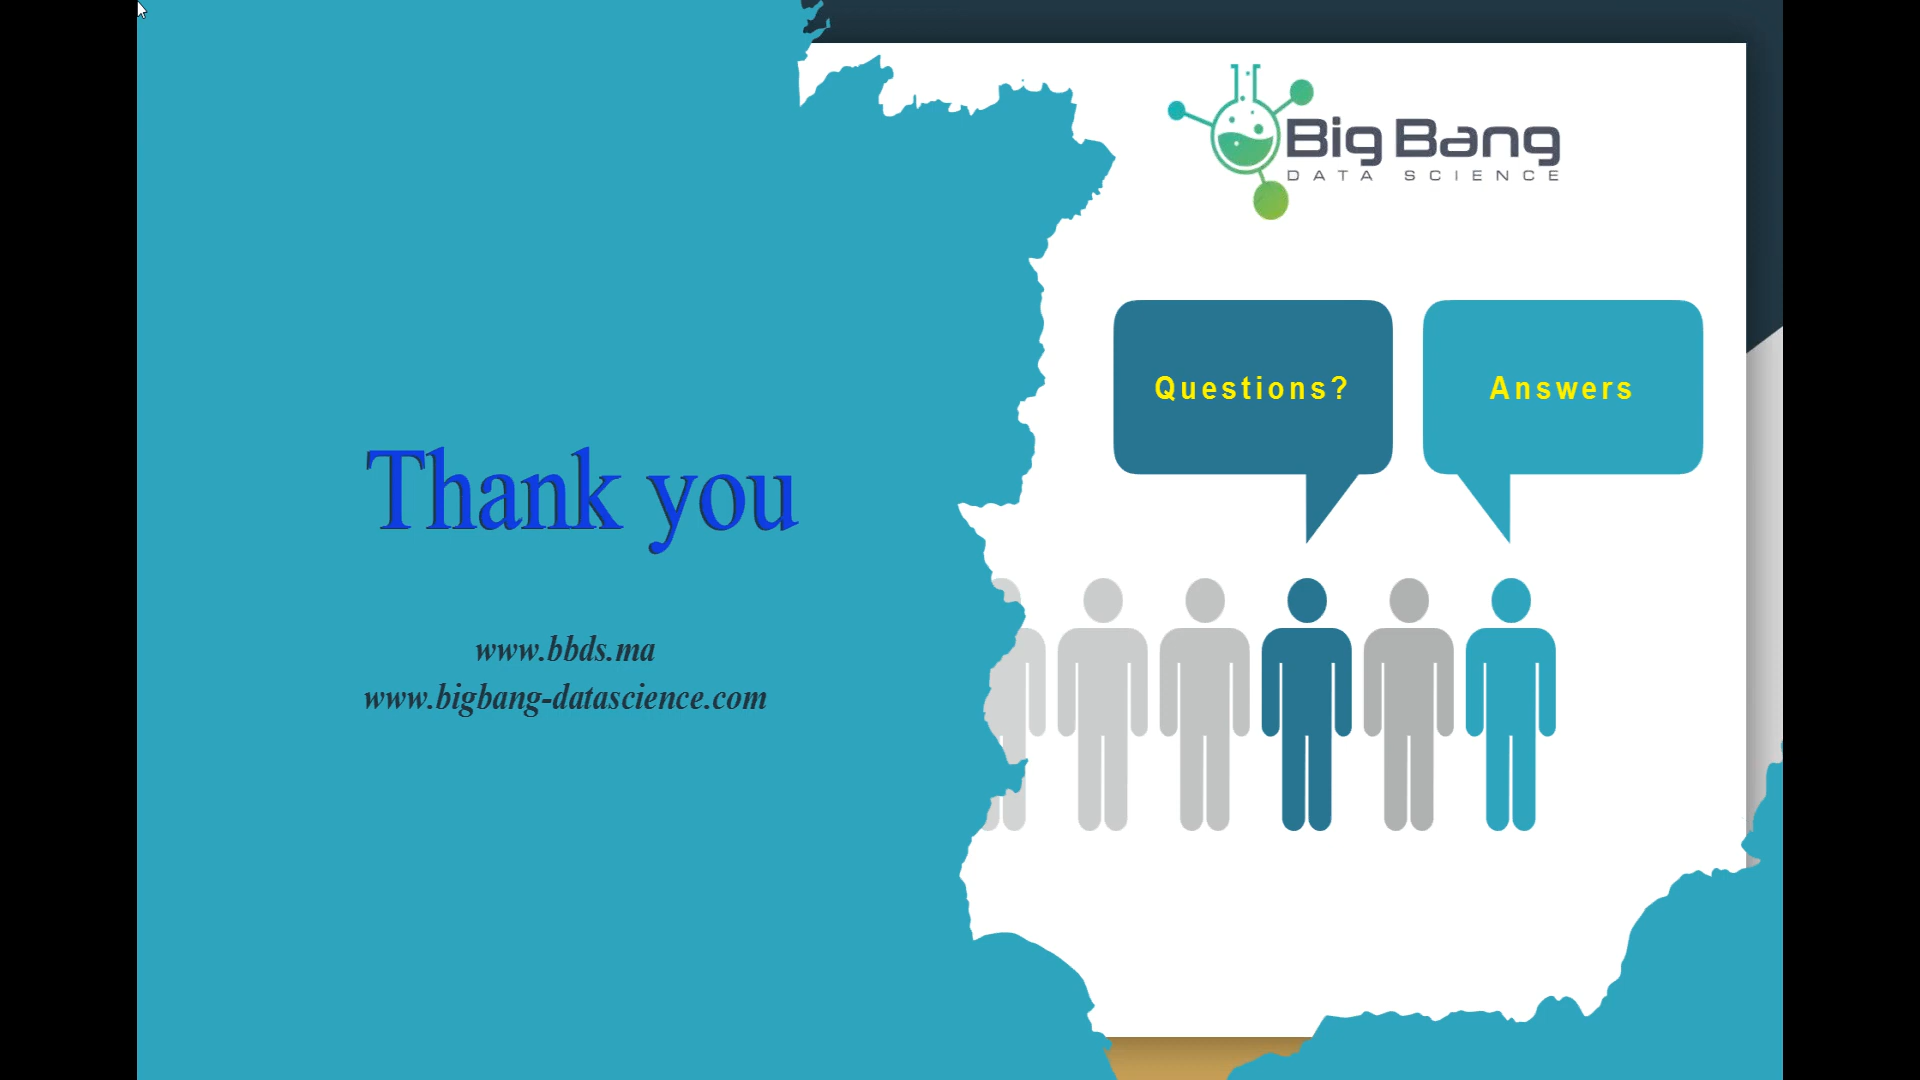 Big Bang
DATA SCIENCE
Questions?
Answers
Thank you
www.bbds.ma
www.bigbang-datascience.com